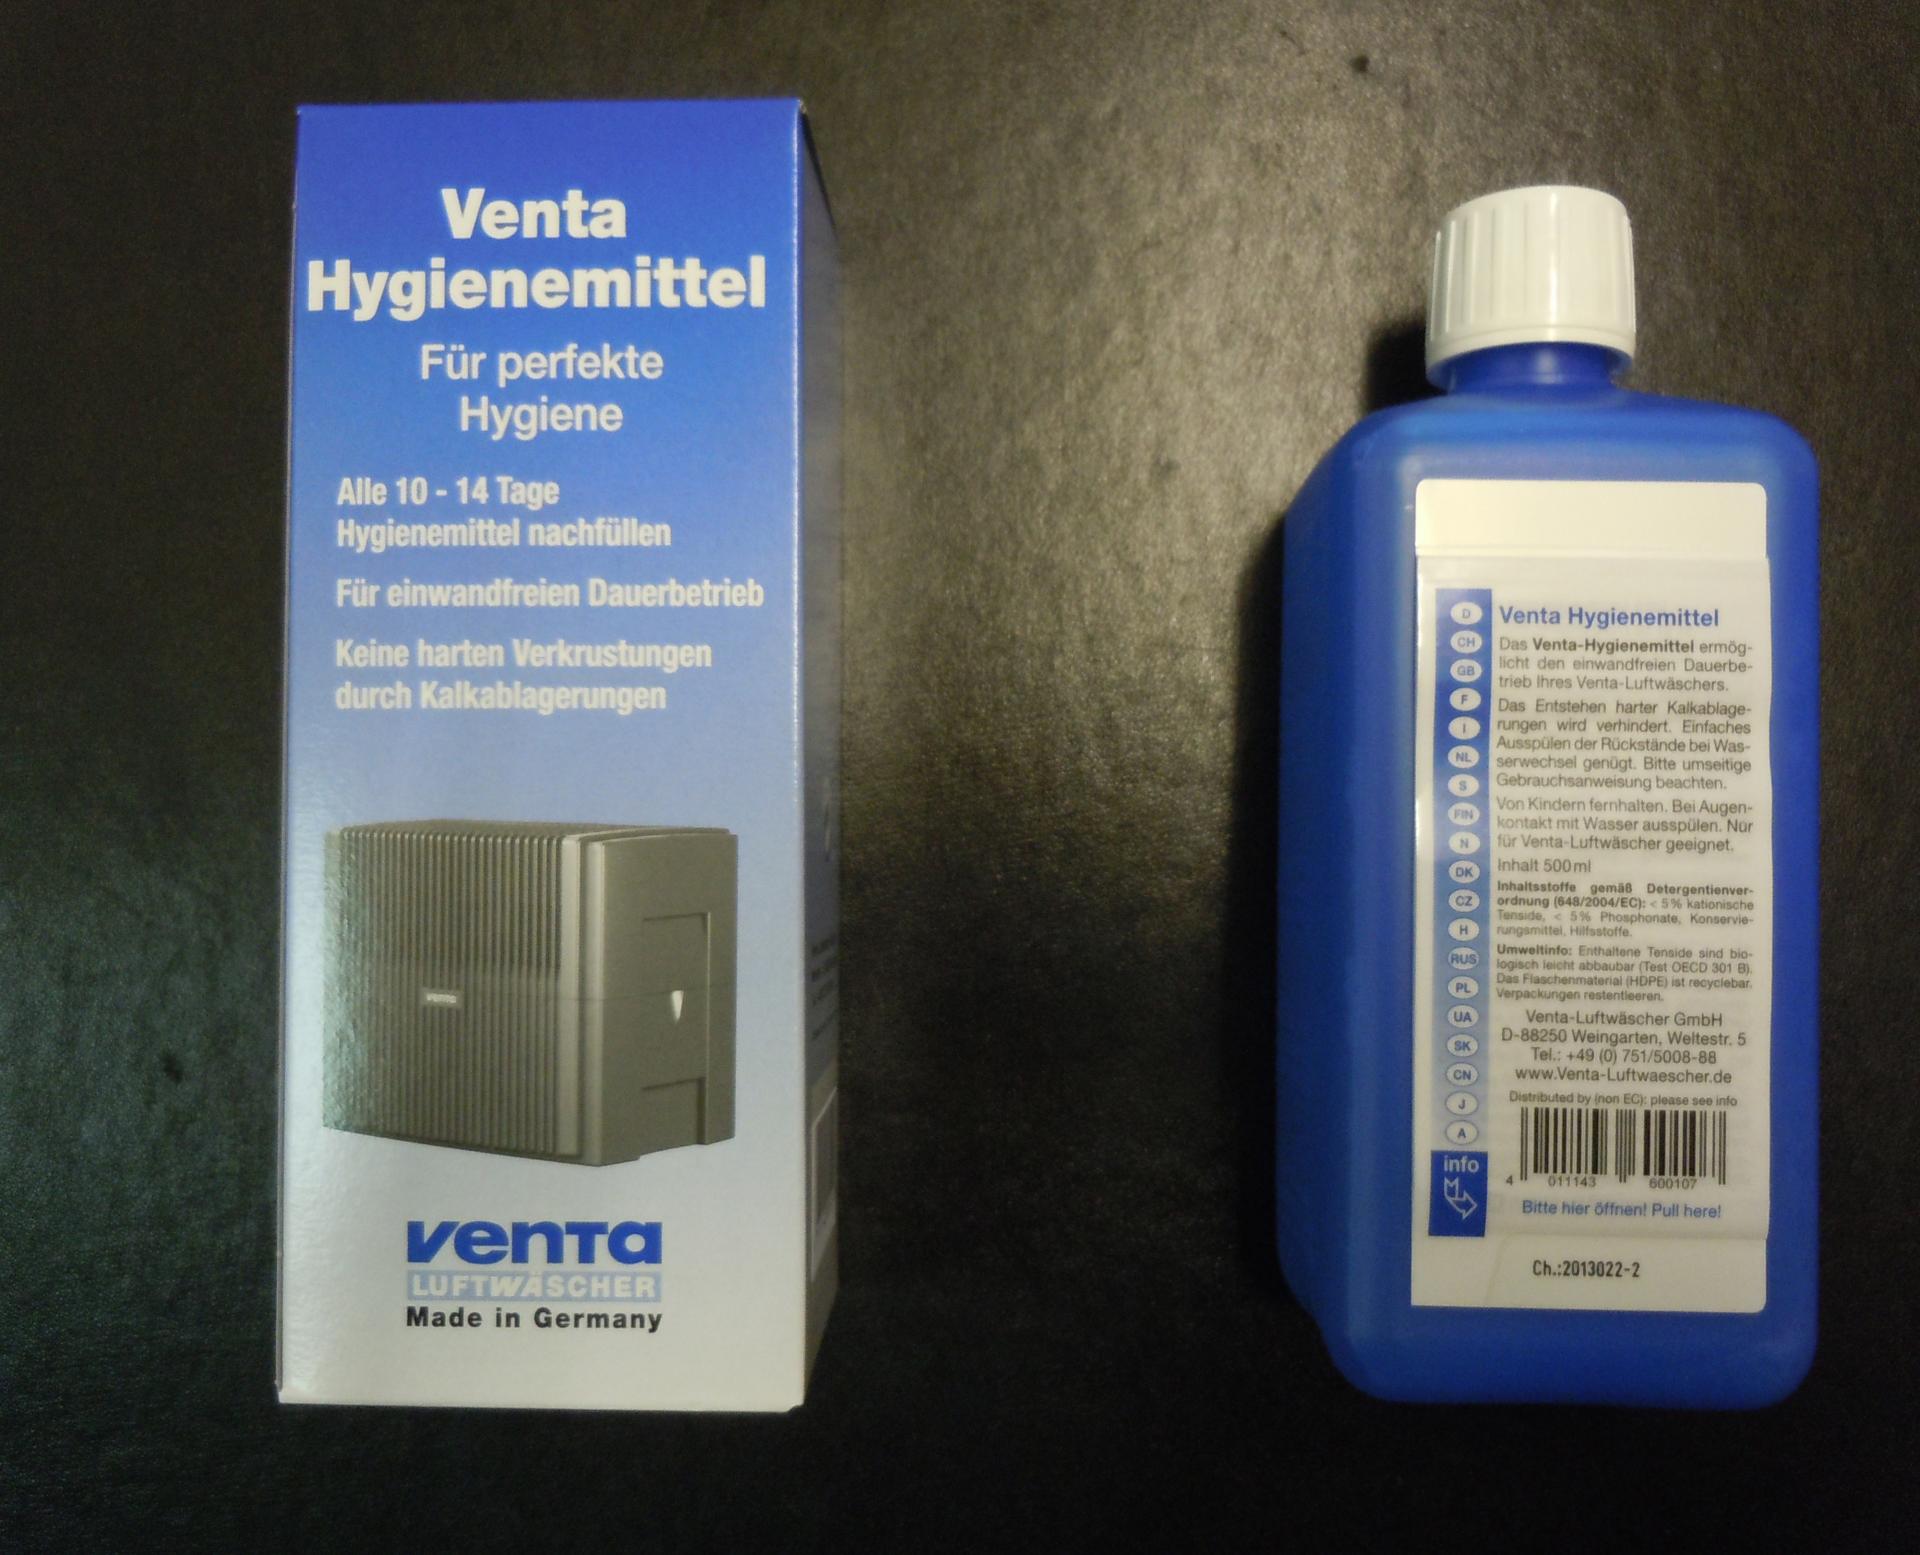 Venta
Hygienemittel
Für perfekte
Hygiene
Alle 10 - 14 Tage
Hygienemittel nachfüllen
Für einwandfreien Dauerbetrieb
Keine harten Verkrustungen
durch Kalkablagerungen
venta
venta
LUFTWÄSCHER
Made in Germany
D
CH
GB
F
I
NL
S
FIN
N
DK
CZ
H
RUS
PL
UA
SK
CN
J
A
info
Venta Hygienemittel
Das Venta-Hygienemittel ermög-
licht den einwandfreien Dauerbe-
trieb Ihres Venta-Luftwäschers.
Das Entstehen harter Kalkablage-
rungen wird verhindert. Einfaches
Ausspülen der Rückstände bei Was-
serwechsel genügt. Bitte umseitige
Gebrauchsanweisung beachten.
Von Kindern fernhalten. Bei Augen-
kontakt mit Wasser ausspülen. Nur
für Venta-Luftwäscher geeignet.
Inhalt 500 ml
Inhaltsstoffe gemäß Detergentienver-
ordnung (648/2004/EC): < 5 % kationische
Tenside, < 5 % Phosphonate, Konservie-
rungsmittel, Hilfsstoffe.
Umweltinfo: Enthaltene Tenside sind bio-
logisch leicht abbaubar (Test OECD 301 B).
Das Flaschenmaterial (HDPE) ist recyclebar.
Verpackungen restentleeren.
Venta-Luftwäscher GmbH
D-88250 Weingarten, Weltestr. 5
Tel.: +49 (0) 751/5008-88
www.Venta-Luftwaescher.de
Distributed by (non EC): please see info
4 011143 600107
Bitte hier öffnen! Pull here!
Ch.:2013022-2